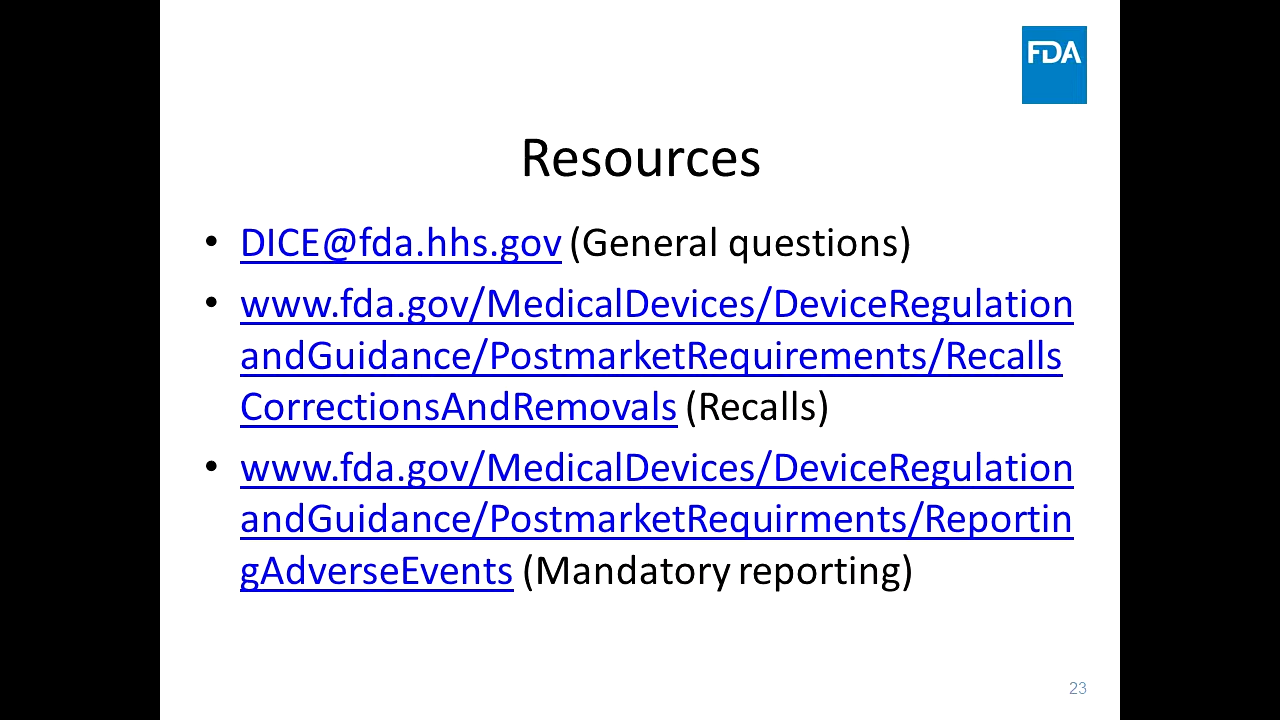 FDA
Resources
• DICE@fda.hhs.gov (General questions)
• www.fda.gov/MedicalDevices/DeviceRegulation
andGuidance/PostmarketRequirements/Recalls
CorrectionsAndRemovals (Recalls)
• www.fda.gov/MedicalDevices/DeviceRegulation
andGuidance/PostmarketRequirments/Reportin
gAdverseEvents (Mandatory reporting)
23